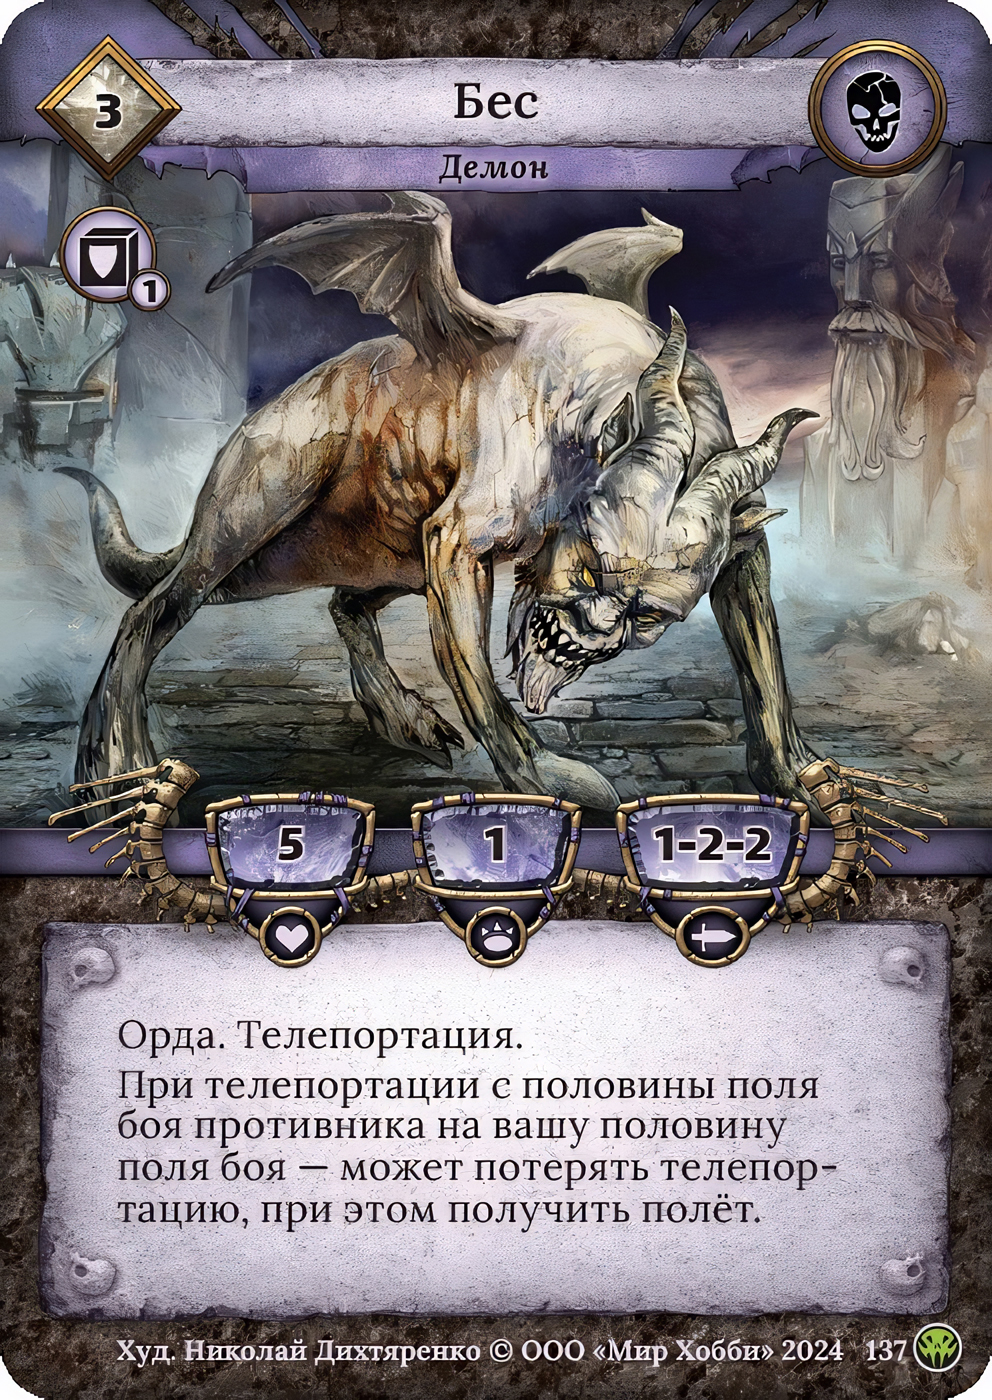 3
Бес
Демон
1
5
1
1-2-2
Орда. Телепортация.
При телепортации с половины поля
боя противника на вашу половину
поля боя — может потерять телепор-
тацию, при этом получить полёт.
Худ. Николай Дихтяренко © ООО «Мир Хобби» 2024 137